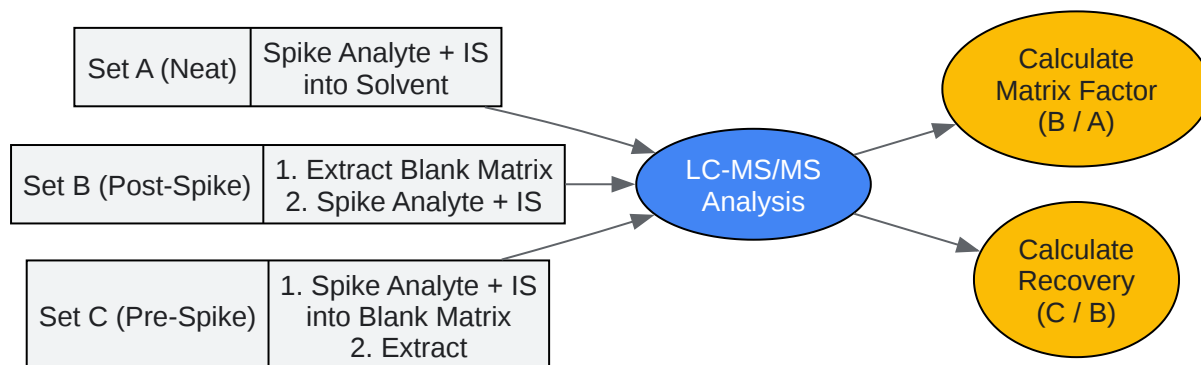 Set A (Neat)
Spike Analyte + IS
into Solvent
Set B (Post-Spike)
1. Extract Blank Matrix
2. Spike Analyte + IS
Set C (Pre-Spike)
1. Spike Analyte + IS
into Blank Matrix
2. Extract
LC-MS/MS
Analysis
Calculate
Matrix Factor
(B / A)
Calculate
Recovery
(C / B)